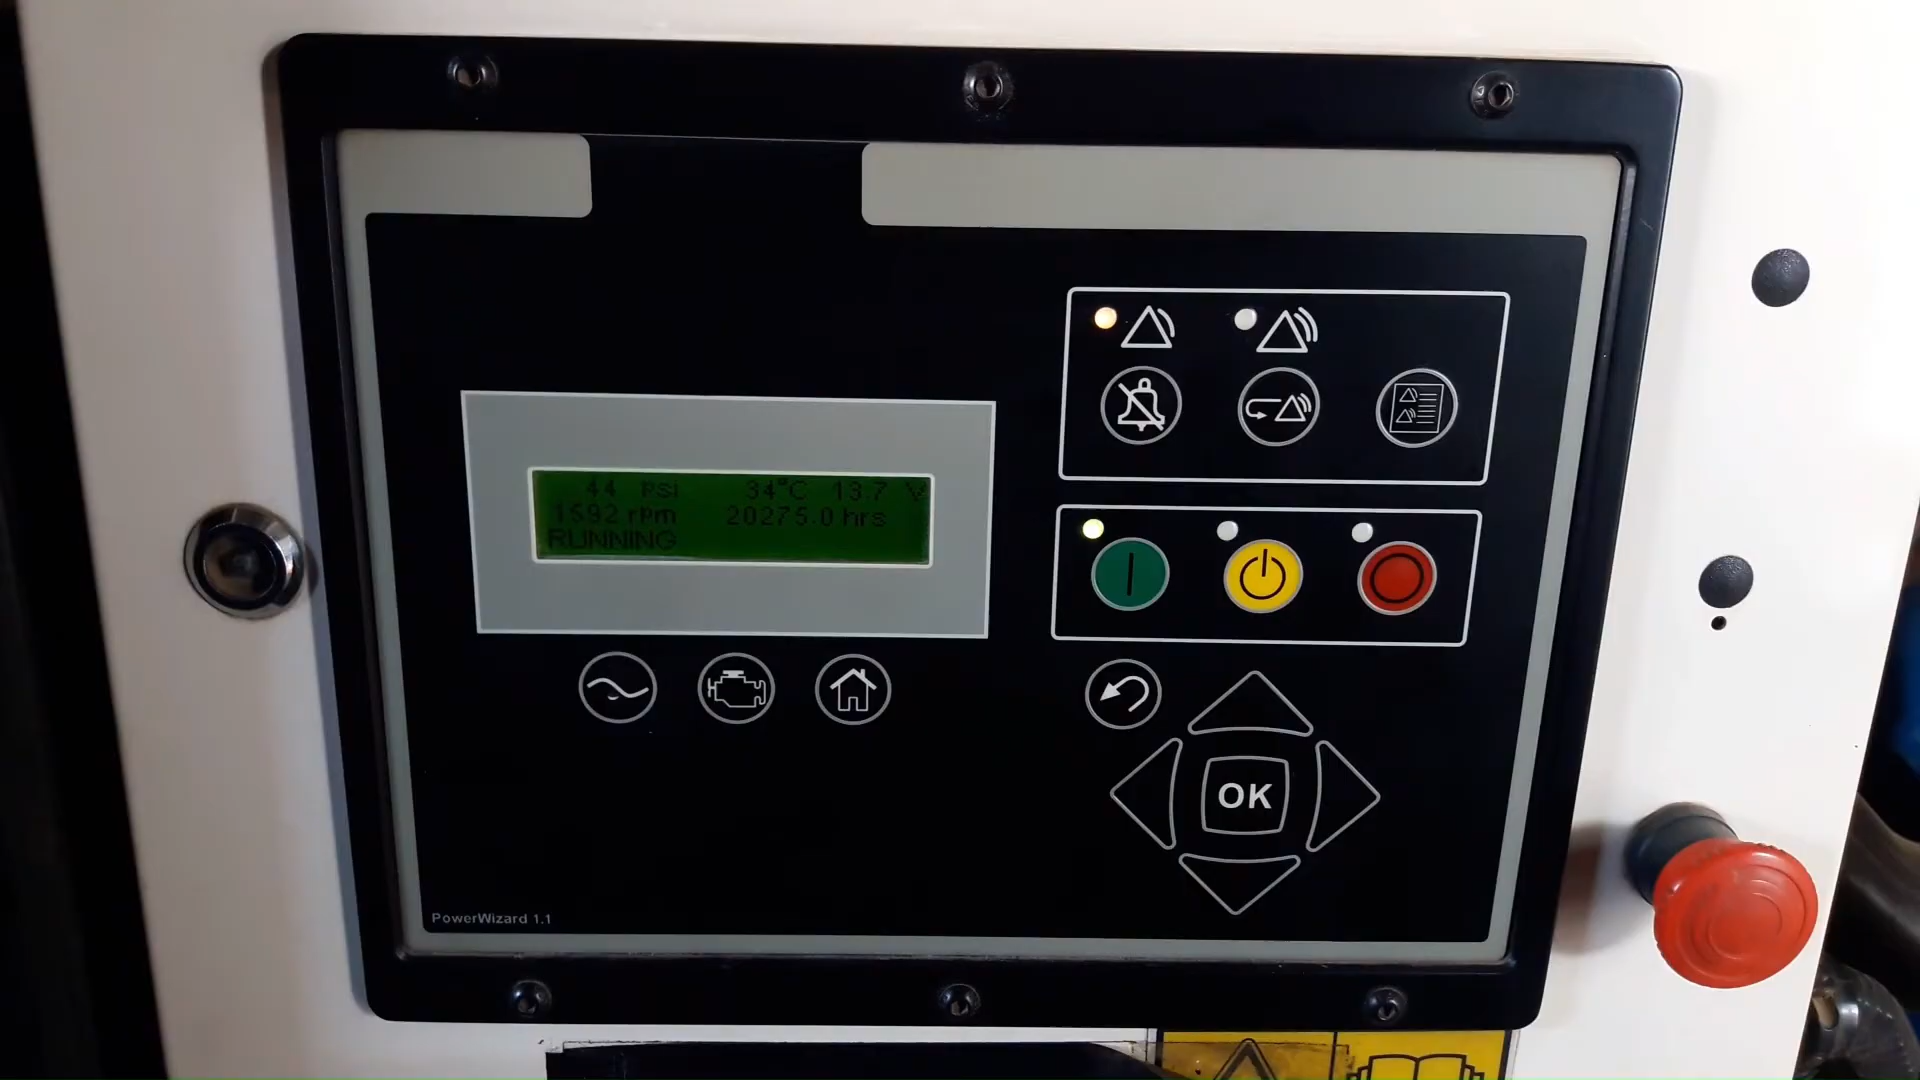 44 psi 34°C 13.7 V
1592 rpm 20275.0 hrs
RUNNING
OK
PowerWizard 1.1